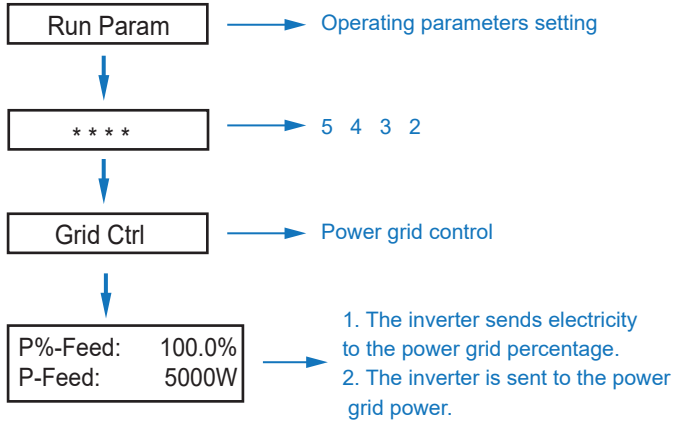 Run Param
Operating parameters setting
* * * *
5 4 3 2
Grid Ctrl
Power grid control
P%-Feed: 100.0%
P-Feed: 5000W
1. The inverter sends electricity
to the power grid percentage.
2. The inverter is sent to the power
grid power.